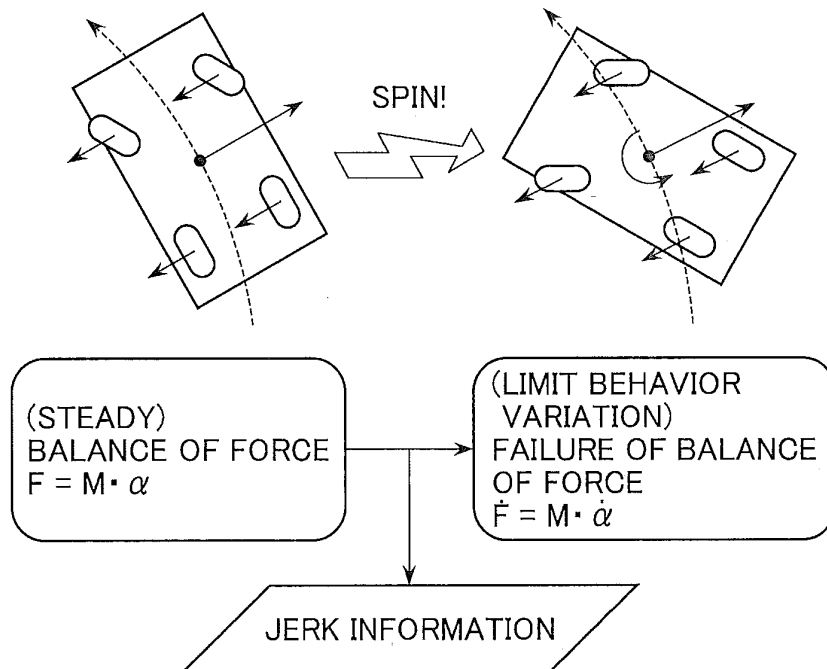 SPIN!
(STEADY)
BALANCE OF FORCE
F = M・α
(LIMIT BEHAVIOR
VARIATION)
FAILURE OF BALANCE
OF FORCE
Ḟ = M・α̇
JERK INFORMATION